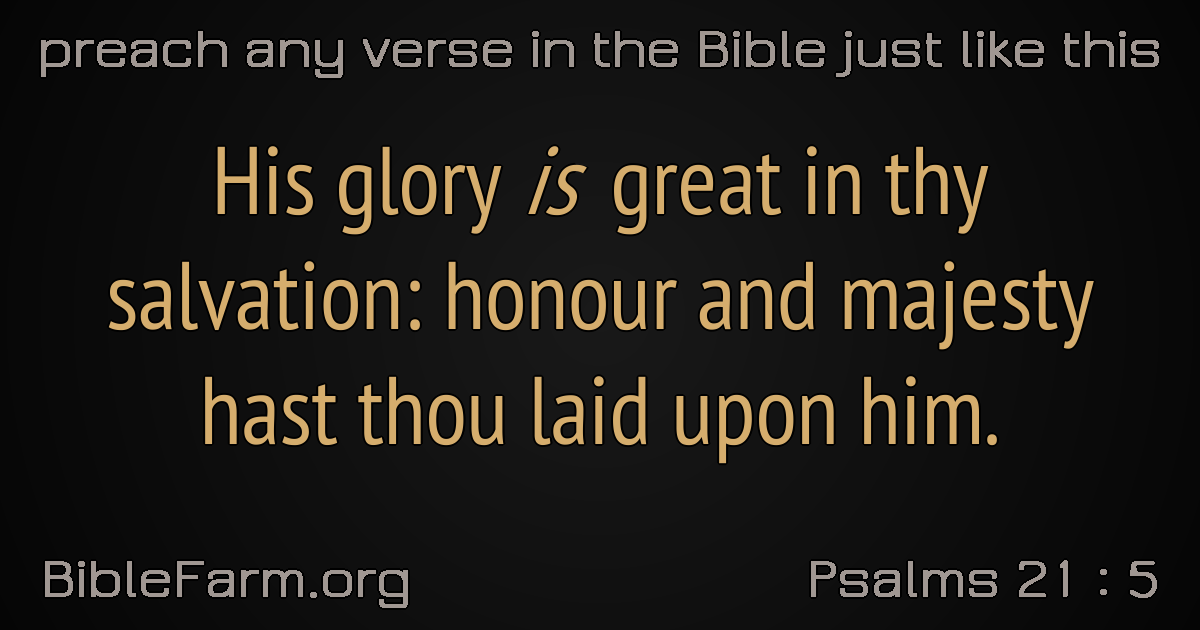 preach any verse in the Bible just like this
His glory is great in thy
salvation: honour and majesty
hast thou laid upon him.
BibleFarm.org
Psalms 21 : 5